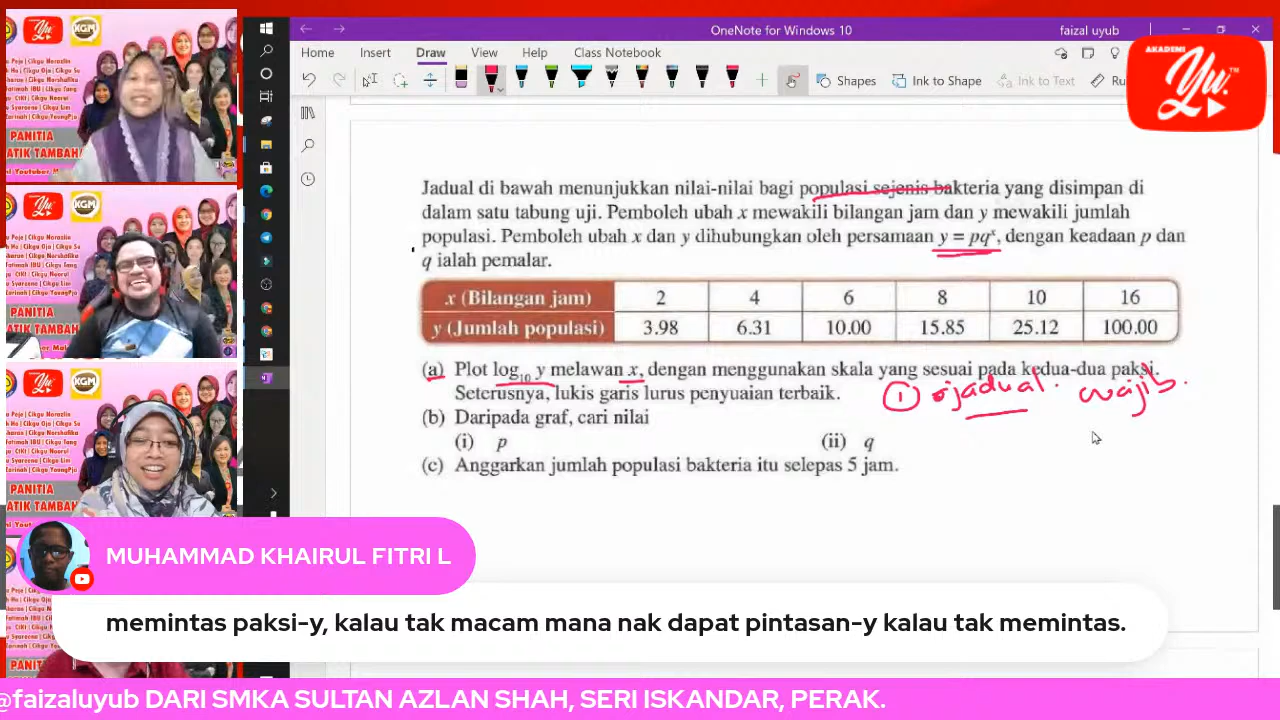 OneNote for Windows 10
faizal uyub
Home Insert Draw View Help Class Notebook
Shapes Ink to Shape Ink to Text Ru
AKADEMI
Yu.
TM
Jadual di bawah menunjukkan nilai-nilai bagi populasi sejenis bakteria yang disimpan di
dalam satu tabung uji. Pemboleh ubah x mewakili bilangan jam dan y mewakili jumlah
populasi. Pemboleh ubah x dan y dihubungkan oleh persamaan y = pqˣ, dengan keadaan p dan
q ialah pemalar.
x (Bilangan jam) 2 4 6 8 10 16
y (Jumlah populasi) 3.98 6.31 10.00 15.85 25.12 100.00
(a) Plot log₁₀ y melawan x, dengan menggunakan skala yang sesuai pada kedua-dua paksi.
Seterusnya, lukis garis lurus penyuaian terbaik.
① jadual. wajib.
(b) Daripada graf, cari nilai
(i) p (ii) q
(c) Anggarkan jumlah populasi bakteria itu selepas 5 jam.
PANITIA
PANITIA
PANITIA
MUHAMMAD KHAIRUL FITRI L
memintas paksi-y, kalau tak macam mana nak dapat pintasan-y kalau tak memintas.
@faizaluyub DARI SMKA SULTAN AZLAN SHAH, SERI ISKANDAR, PERAK.